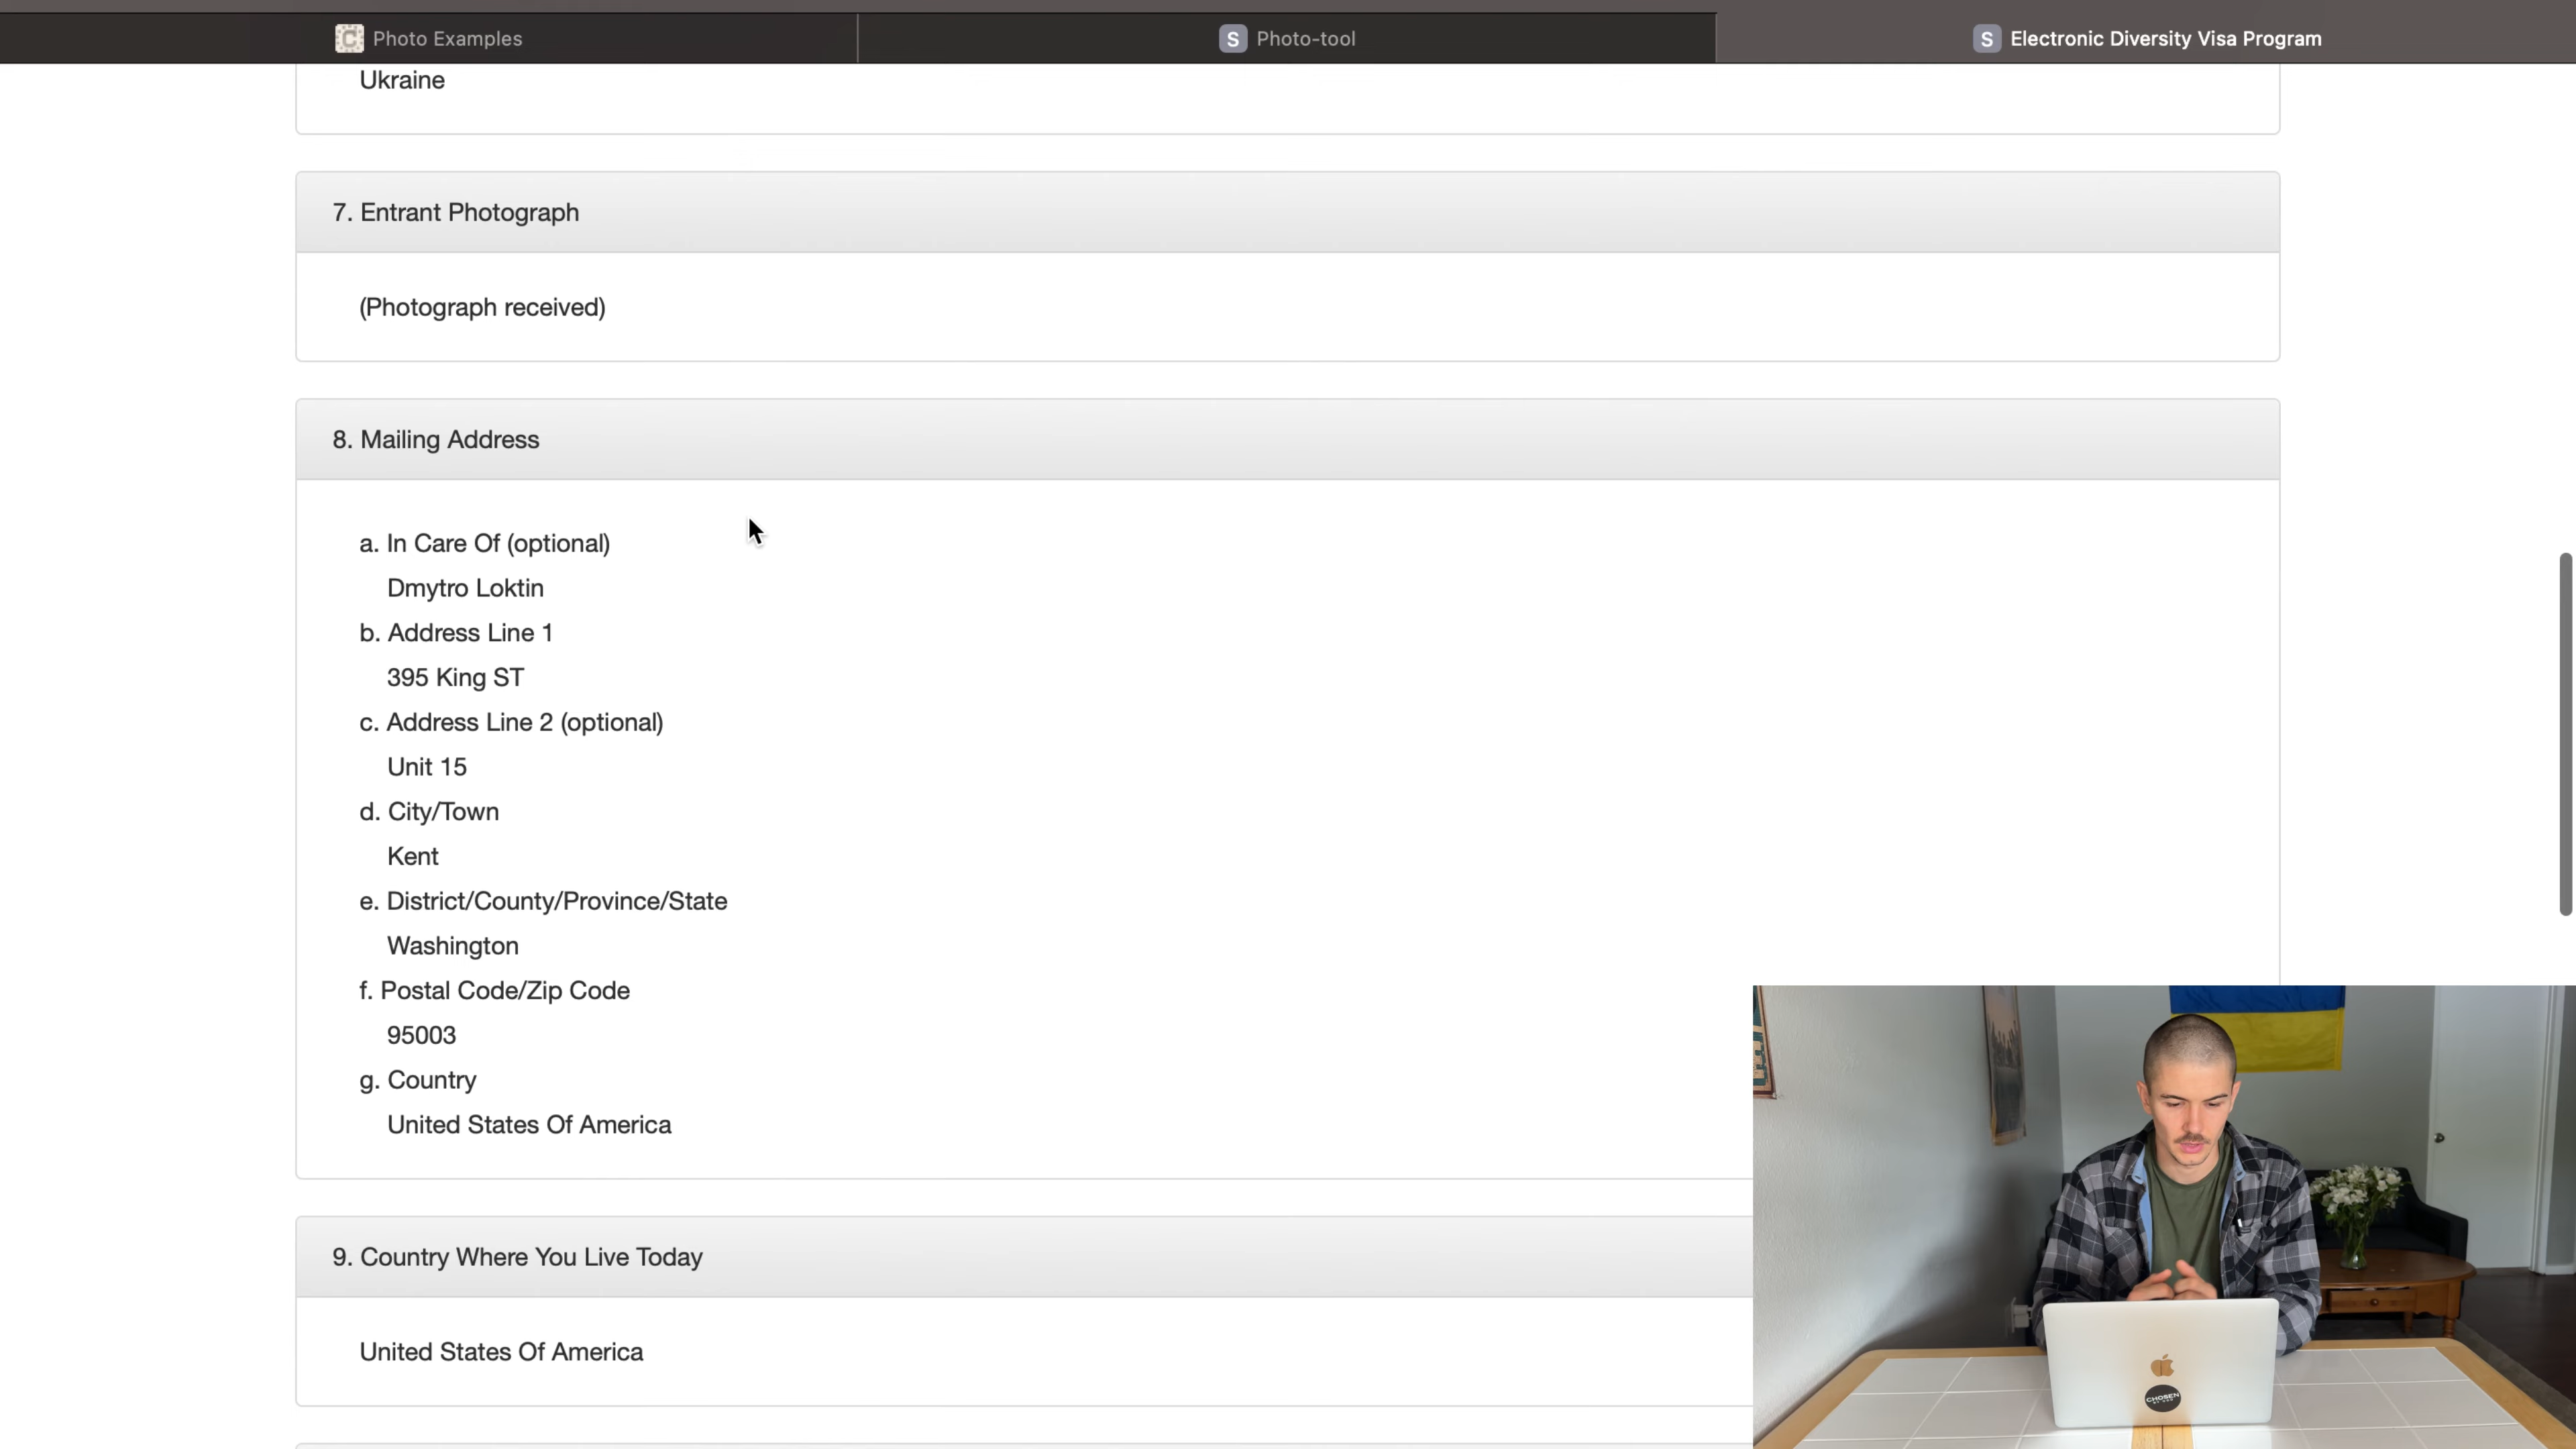 Photo Examples
Photo-tool
Electronic Diversity Visa Program
Ukraine
7. Entrant Photograph
(Photograph received)
8. Mailing Address
a. In Care Of (optional)
Dmytro Loktin
b. Address Line 1
395 King ST
c. Address Line 2 (optional)
Unit 15
d. City/Town
Kent
e. District/County/Province/State
Washington
f. Postal Code/Zip Code
95003
g. Country
United States Of America
9. Country Where You Live Today
United States Of America
CHOSEN